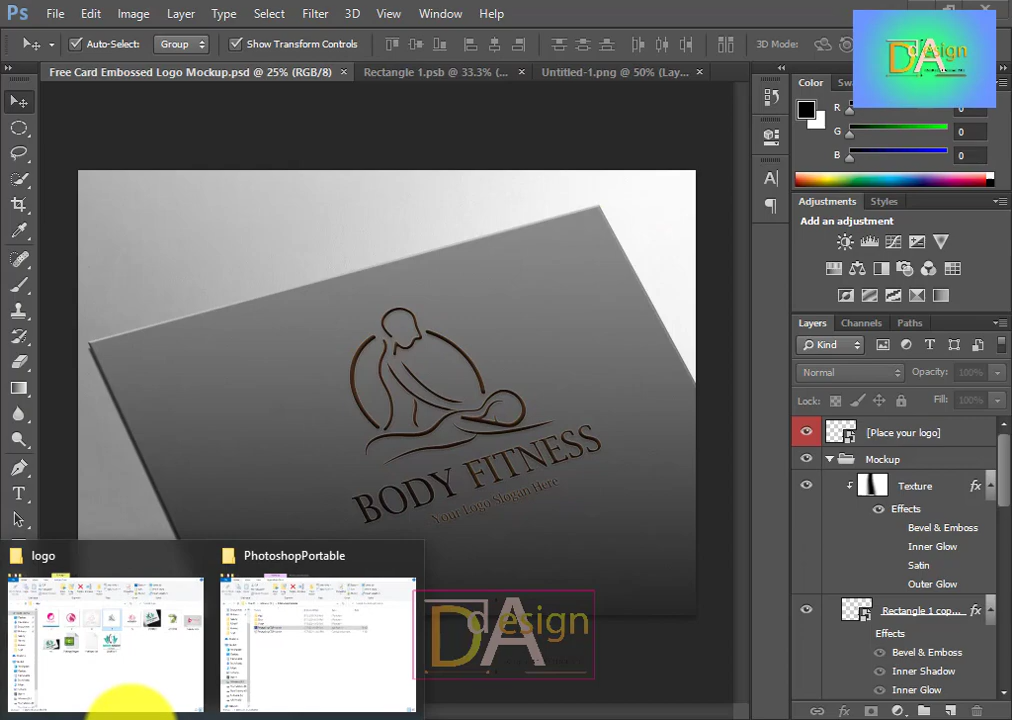 Ps File Edit Image Layer Type Select Filter 3D View Window Help
Auto-Select: Group Show Transform Controls 3D Mode:
Free Card Embossed Logo Mockup.psd @ 25% (RGB/8) × Rectangle 1.psb @ 33.3% (... × Untitled-1.png @ 50% (Lay... ×
Design
Color
R 0
G 0
B 0
Adjustments Styles
Add an adjustment
Layers Channels Paths
Kind
Normal Opacity: 100%
Lock: Fill: 100%
[Place your logo]
Mockup
Texture fx
Effects
Bevel & Emboss
Inner Glow
Satin
Outer Glow
Rectangle 1 cop... fx
Effects
Bevel & Emboss
Inner Shadow
Inner Glow
BODY FITNESS
Your Logo Slogan Here
logo
PhotoshopPortable
DA design